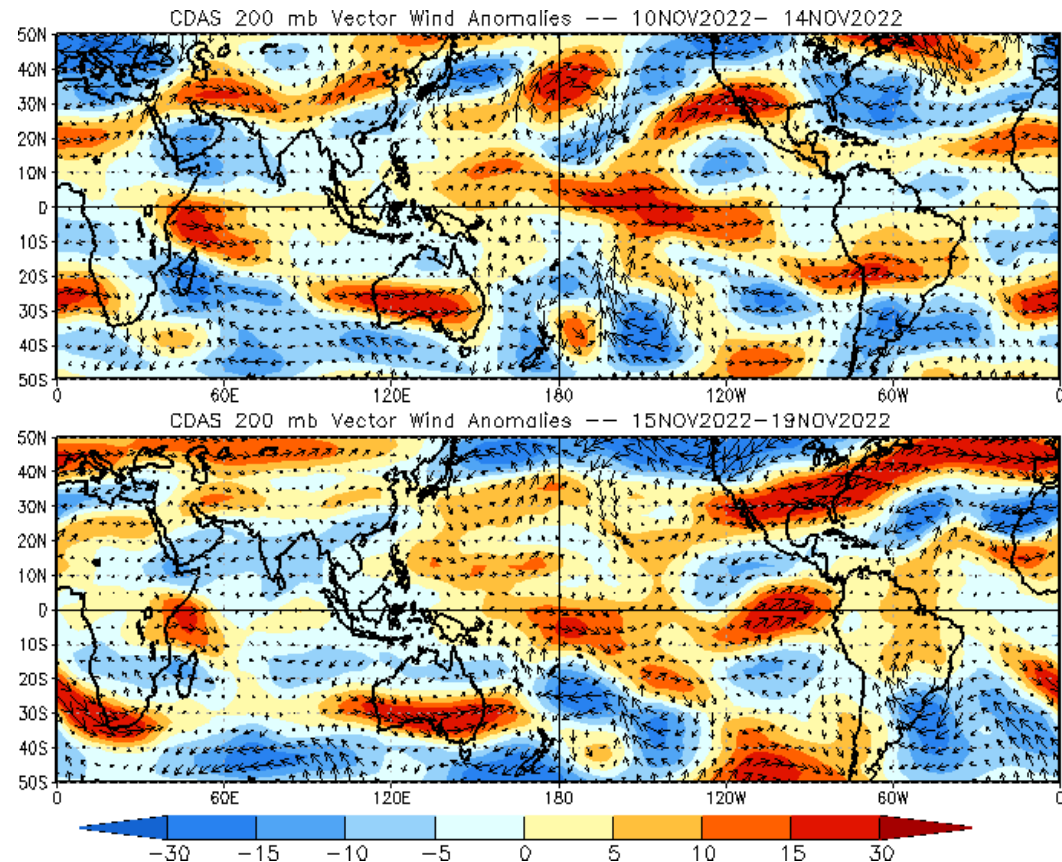 CDAS 200 mb Vector Wind Anomalies -- 10NOV2022- 14NOV2022
50N
40N
30N
20N
10N
0
10S
20S
30S
40S
50S
0 60E 120E 180 120W 60W 0
CDAS 200 mb Vector Wind Anomalies -- 15NOV2022-19NOV2022
50N
40N
30N
20N
10N
0
10S
20S
30S
40S
50S
0 60E 120E 180 120W 60W 0
-30 -15 -10 -5 0 5 10 15 30